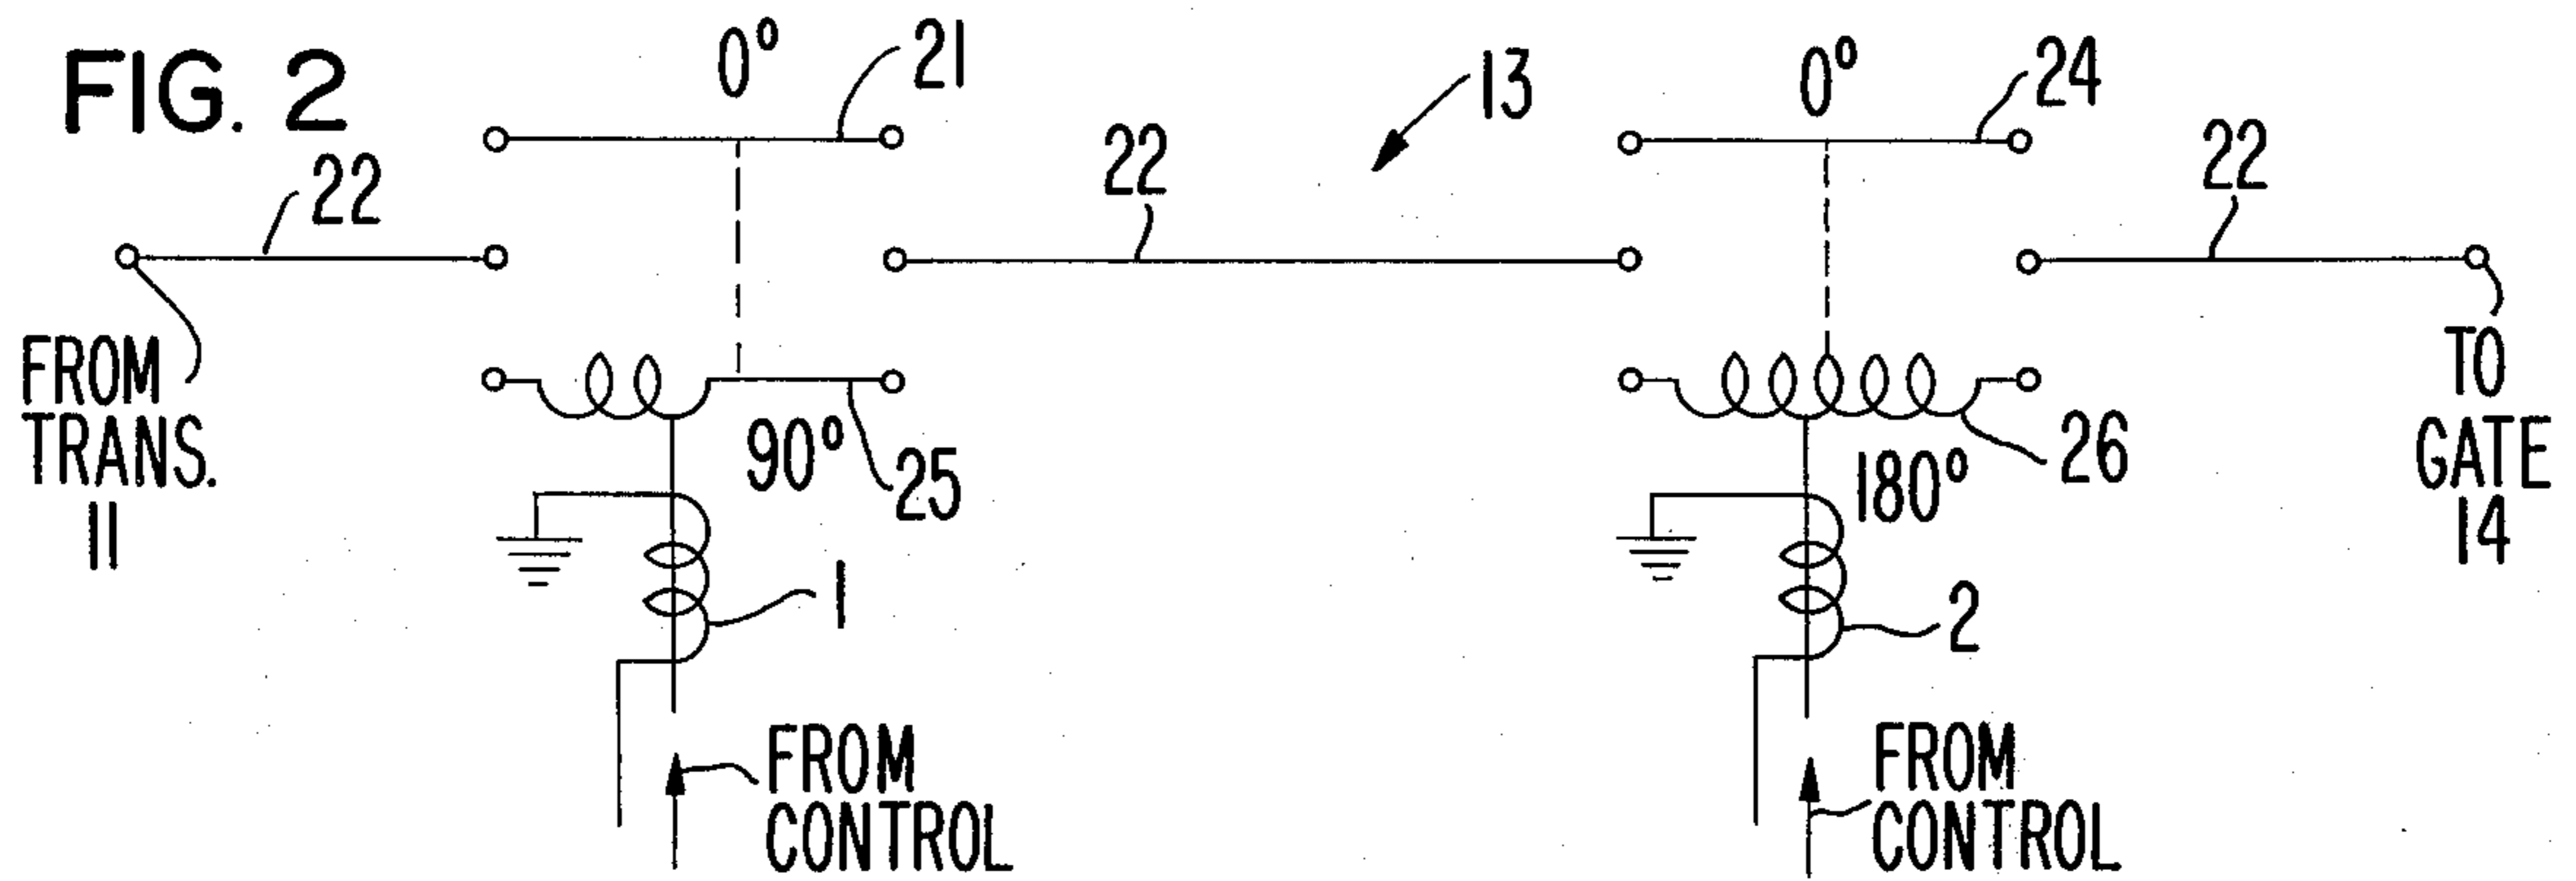 FIG. 2
0°
21
13
0°
24
22
22
22
FROM
TRANS.
11
TO
GATE
14
90°
25
180°
26
1
2
FROM
CONTROL
FROM
CONTROL